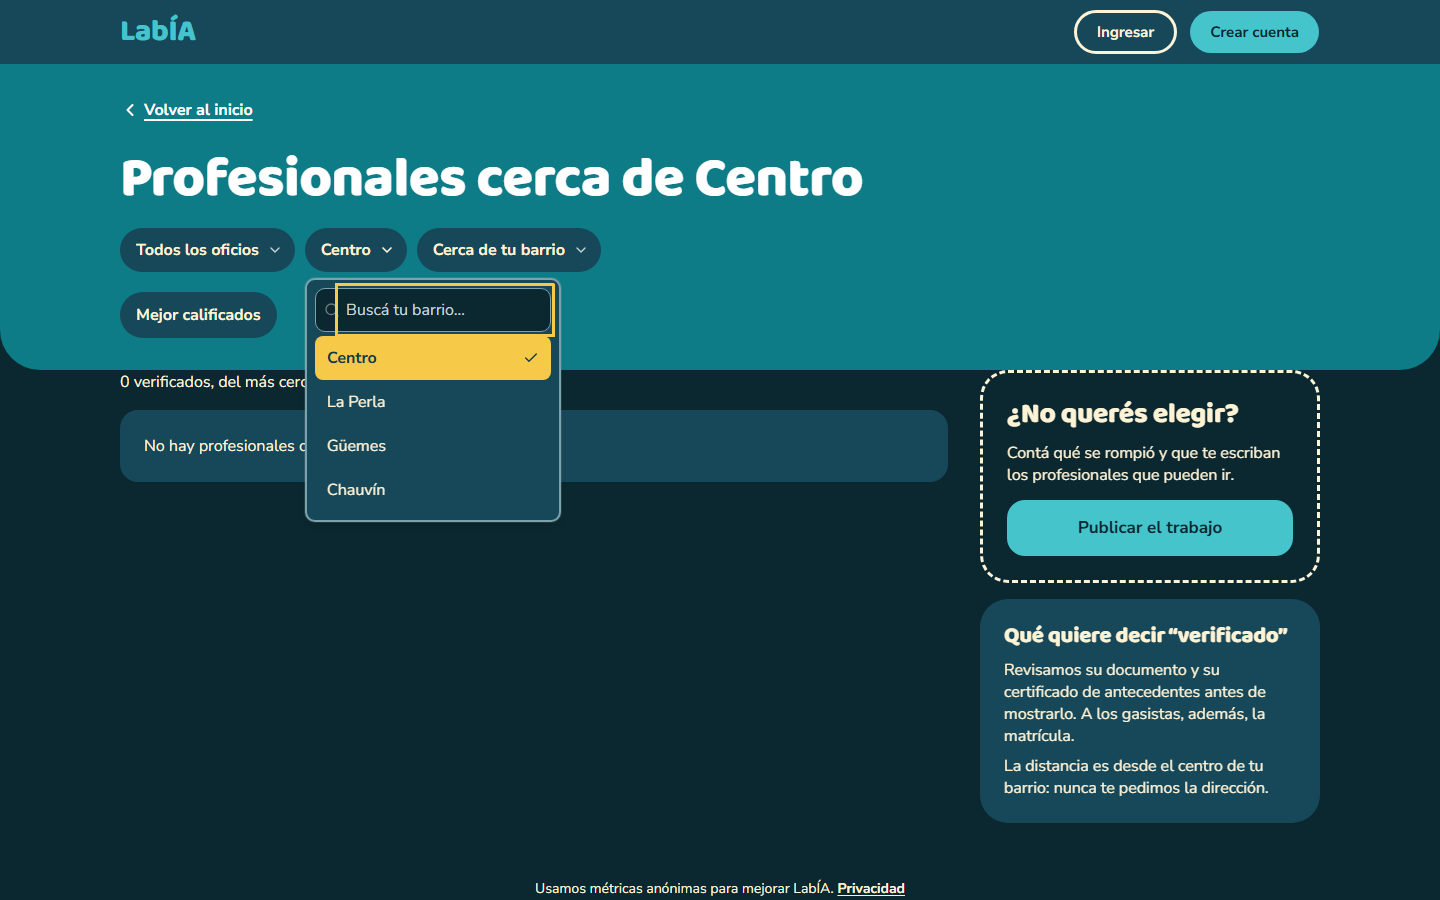 LabÍA
Ingresar
Crear cuenta
Volver al inicio
Profesionales cerca de Centro
Todos los oficios
Centro
Cerca de tu barrio
Mejor calificados
Buscá tu barrio...
Centro
La Perla
Güemes
Chauvín
0 verificados, del más
No hay profesionales
¿No querés elegir?
Contá qué se rompió y que te escriban
los profesionales que pueden ir.
Publicar el trabajo
Qué quiere decir “verificado”
Revisamos su documento y su
certificado de antecedentes antes de
mostrarlo. A los gasistas, además, la
matrícula.
La distancia es desde el centro de tu
barrio: nunca te pedimos la dirección.
Usamos métricas anónimas para mejorar LabÍA. Privacidad